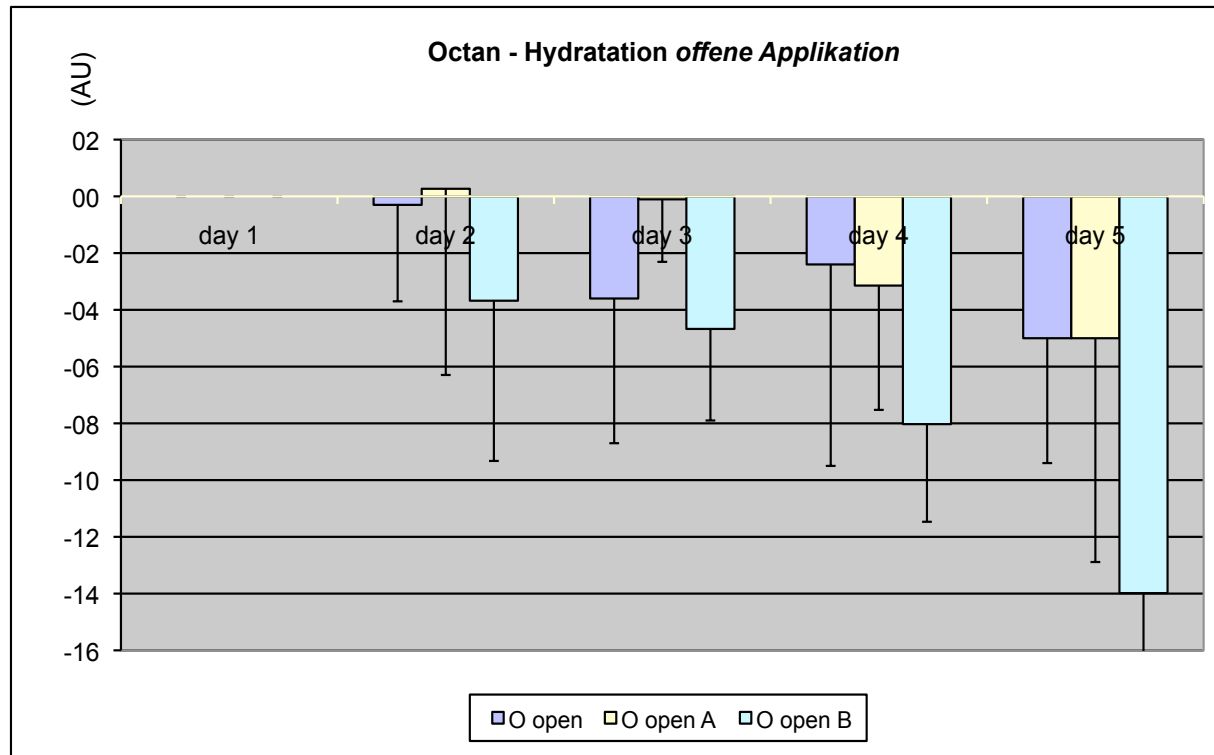 Octan - Hydratation offene Applikation
(AU)
02
00
-02
-04
-06
-08
-10
-12
-14
-16
day 1 day 2 day 3 day 4 day 5
O open O open A O open B